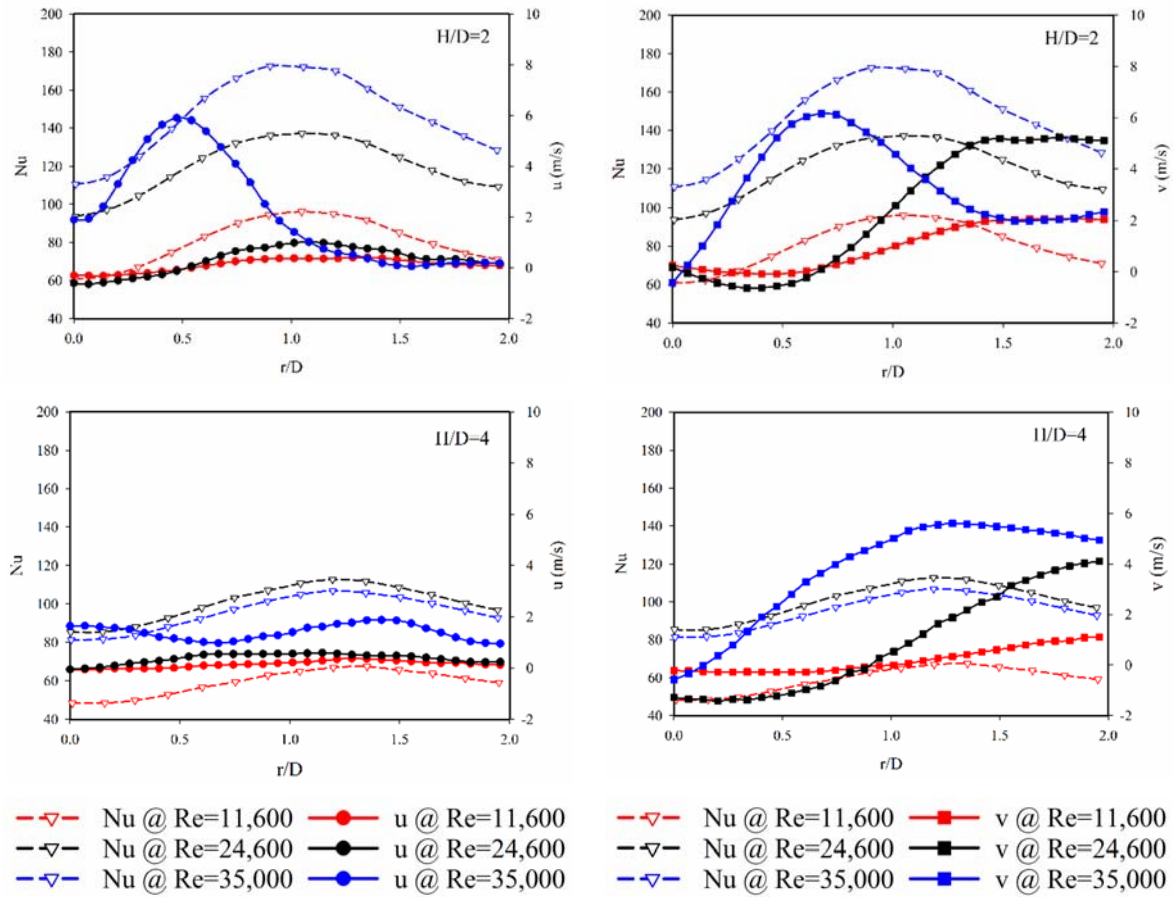 200
180
160
140
120
100
80
60
40
Nu
10
8
6
4
2
0
-2
u (m/s)
H/D=2
0.0 0.5 1.0 1.5 2.0
r/D
200
180
160
140
120
100
80
60
40
Nu
10
8
6
4
2
0
-2
v (m/s)
H/D=2
0.0 0.5 1.0 1.5 2.0
r/D
200
180
160
140
120
100
80
60
40
Nu
10
8
6
4
2
0
-2
u (m/s)
H/D=4
0.0 0.5 1.0 1.5 2.0
r/D
200
180
160
140
120
100
80
60
40
Nu
10
8
6
4
2
0
-2
v (m/s)
H/D=4
0.0 0.5 1.0 1.5 2.0
r/D
Nu @ Re=11,600 u @ Re=11,600
Nu @ Re=24,600 u @ Re=24,600
Nu @ Re=35,000 u @ Re=35,000
Nu @ Re=11,600 v @ Re=11,600
Nu @ Re=24,600 v @ Re=24,600
Nu @ Re=35,000 v @ Re=35,000